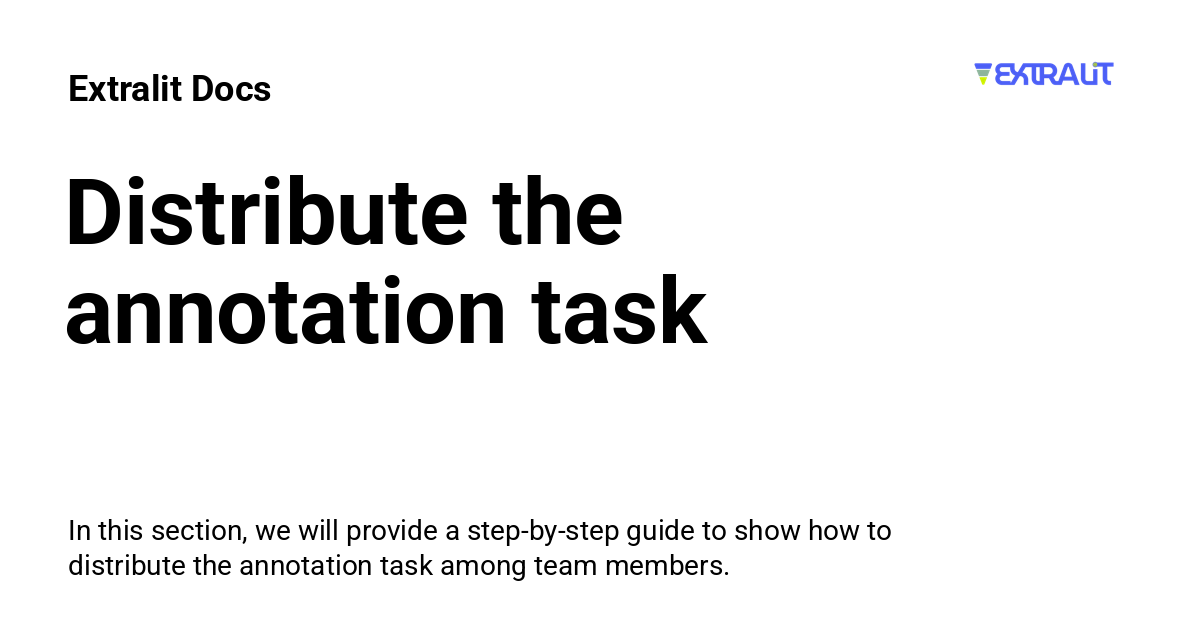 Extralit Docs
EXTRALIT
Distribute the
annotation task
In this section, we will provide a step-by-step guide to show how to
distribute the annotation task among team members.